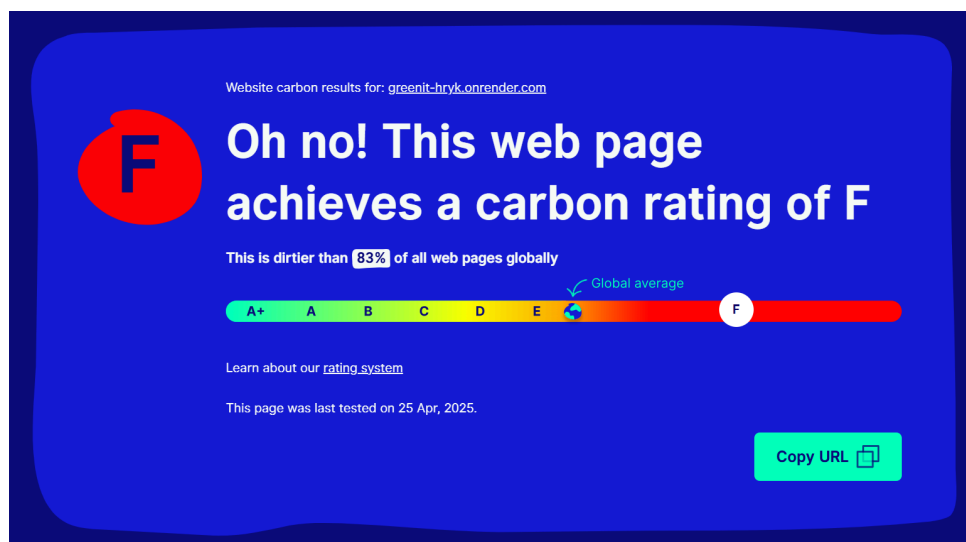 Website carbon results for: greenit-hryk.onrender.com
F
Oh no! This web page
achieves a carbon rating of F
This is dirtier than 83% of all web pages globally
Global average
A+ A B C D E F
Learn about our rating system
This page was last tested on 25 Apr, 2025.
Copy URL